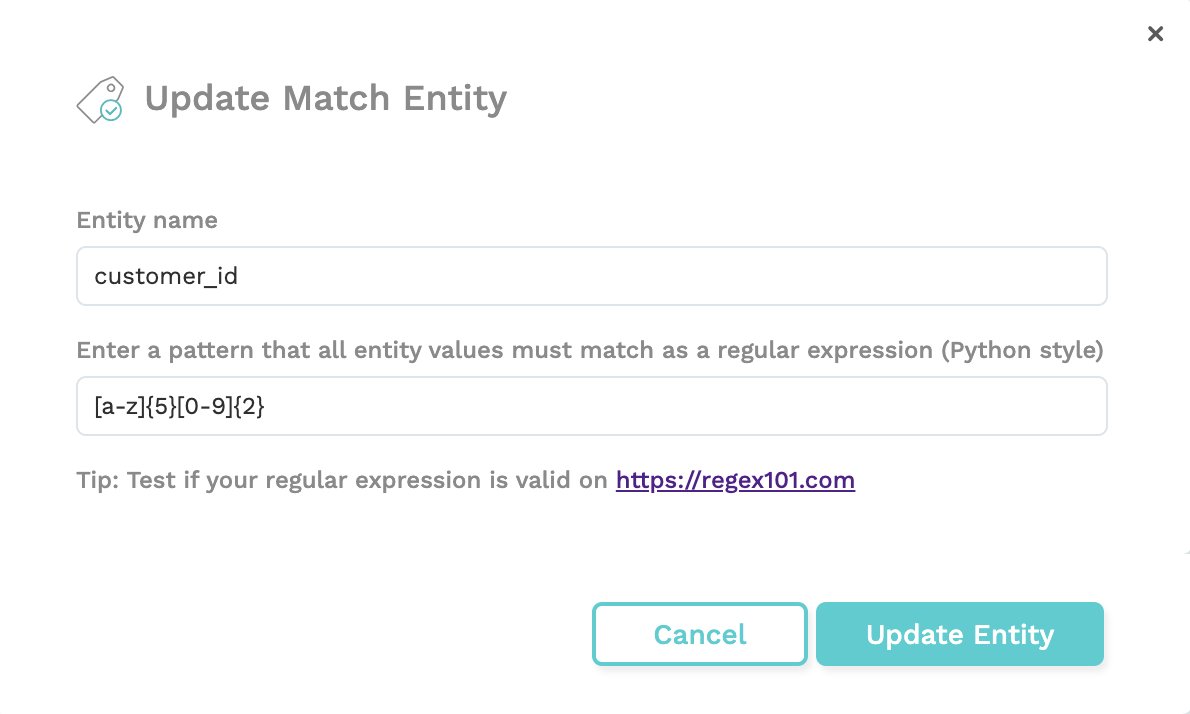 ×
Update Match Entity
Entity name
customer_id
Enter a pattern that all entity values must match as a regular expression (Python style)
[a-z]{5}[0-9]{2}
Tip: Test if your regular expression is valid on https://regex101.com
Cancel
Update Entity